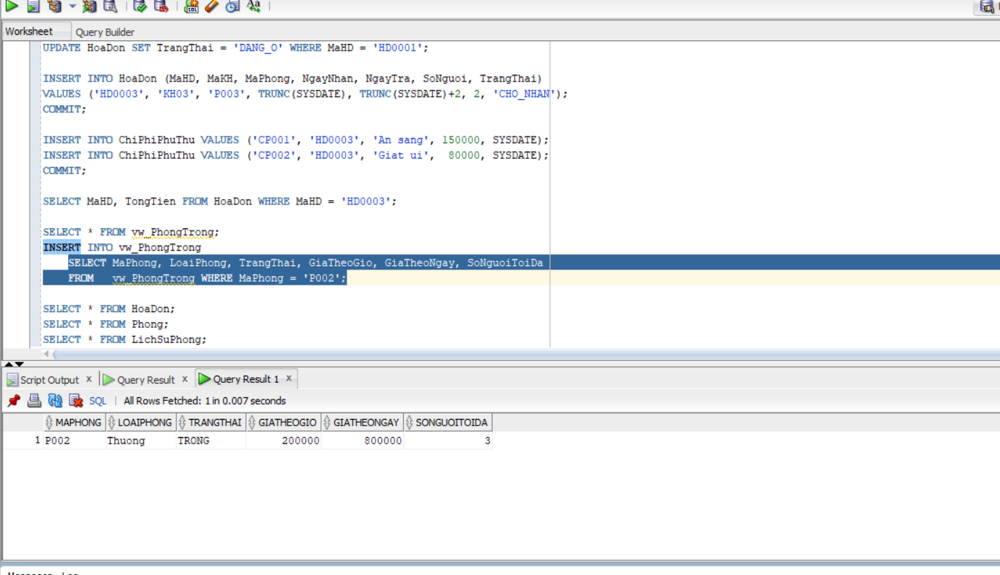 Worksheet Query Builder
UPDATE HoaDon SET TrangThai = 'DANG_O' WHERE MaHD = 'HD0001';
INSERT INTO HoaDon (MaHD, MaKH, MaPhong, NgayNhan, NgayTra, SoNguoi, TrangThai)
VALUES ('HD0003', 'KH03', 'P003', TRUNC(SYSDATE), TRUNC(SYSDATE)+2, 2, 'CHO_NHAN');
COMMIT;
INSERT INTO ChiPhiPhuThu VALUES ('CP001', 'HD0003', 'An sang', 150000, SYSDATE);
INSERT INTO ChiPhiPhuThu VALUES ('CP002', 'HD0003', 'Giat ui', 80000, SYSDATE);
COMMIT;
SELECT MaHD, TongTien FROM HoaDon WHERE MaHD = 'HD0003';
SELECT * FROM vw_PhongTrong;
INSERT INTO vw_PhongTrong
SELECT MaPhong, LoaiPhong, TrangThai, GiaTheoGio, GiaTheoNgay, SoNguoiToiDa
FROM vw_PhongTrong WHERE MaPhong = 'P002';
SELECT * FROM HoaDon;
SELECT * FROM Phong;
SELECT * FROM LichSuPhong;
Script Output x Query Result x Query Result 1 x
SQL | All Rows Fetched: 1 in 0.007 seconds
MAPHONG LOAIPHONG TRANGTHAI GIATHEOGIO GIATHEONGAY SONGUOITOIDA
1 P002 Thuong TRONG 200000 800000 3